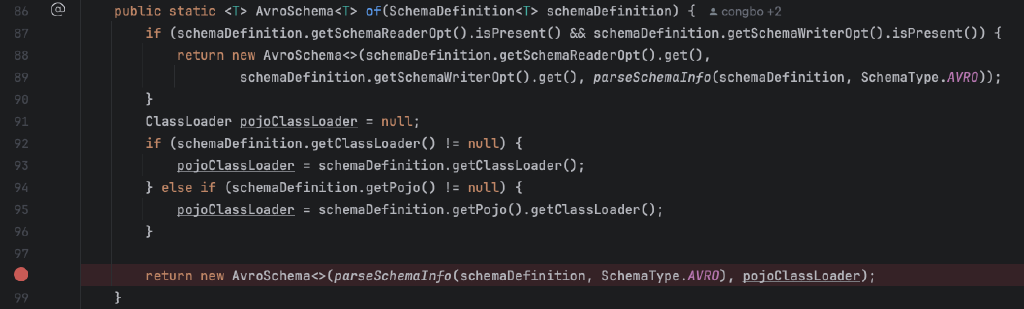 86 @ public static <T> AvroSchema<T> of(SchemaDefinition<T> schemaDefinition) { congbo +2
87 if (schemaDefinition.getSchemaReaderOpt().isPresent() && schemaDefinition.getSchemaWriterOpt().isPresent()) {
88 return new AvroSchema<>(schemaDefinition.getSchemaReaderOpt().get(),
89 schemaDefinition.getSchemaWriterOpt().get(), parseSchemaInfo(schemaDefinition, SchemaType.AVRO));
90 }
91 ClassLoader pojoClassLoader = null;
92 if (schemaDefinition.getClassLoader() != null) {
93 pojoClassLoader = schemaDefinition.getClassLoader();
94 } else if (schemaDefinition.getPojo() != null) {
95 pojoClassLoader = schemaDefinition.getPojo().getClassLoader();
96 }
97
return new AvroSchema<>(parseSchemaInfo(schemaDefinition, SchemaType.AVRO), pojoClassLoader);
99 }